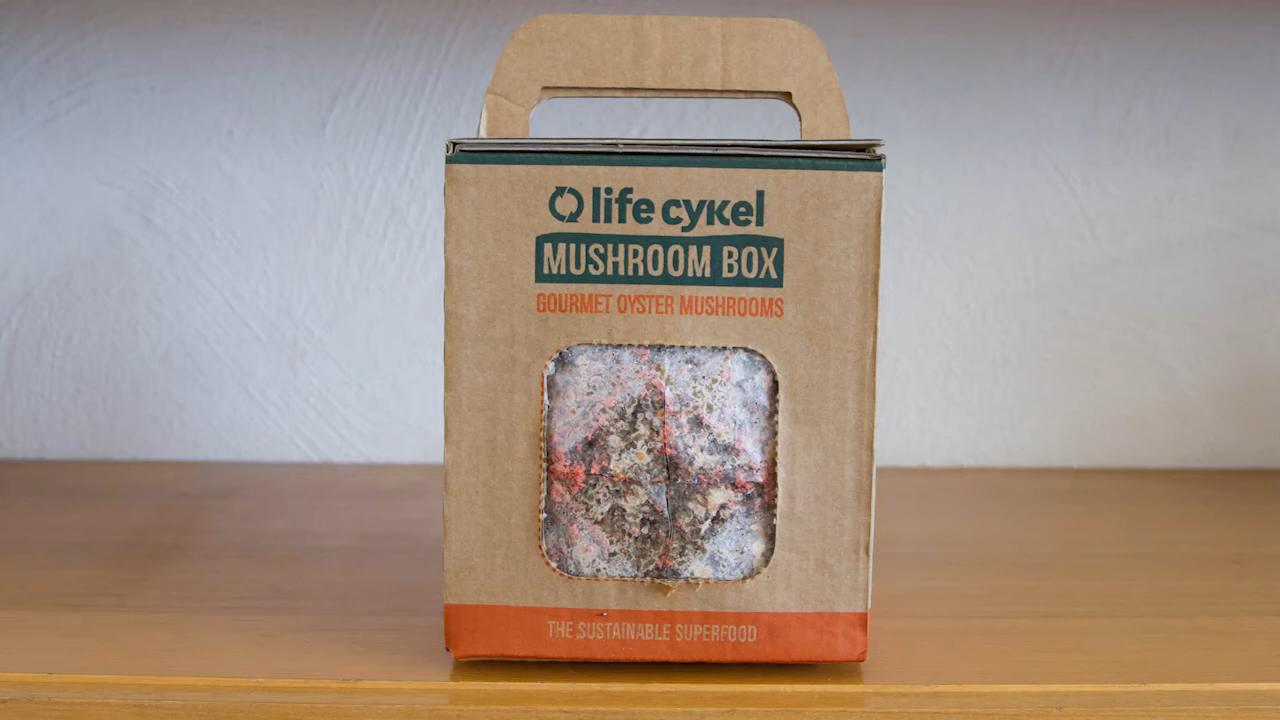 life cykel
MUSHROOM BOX
GOURMET OYSTER MUSHROOMS
THE SUSTAINABLE SUPERFOOD